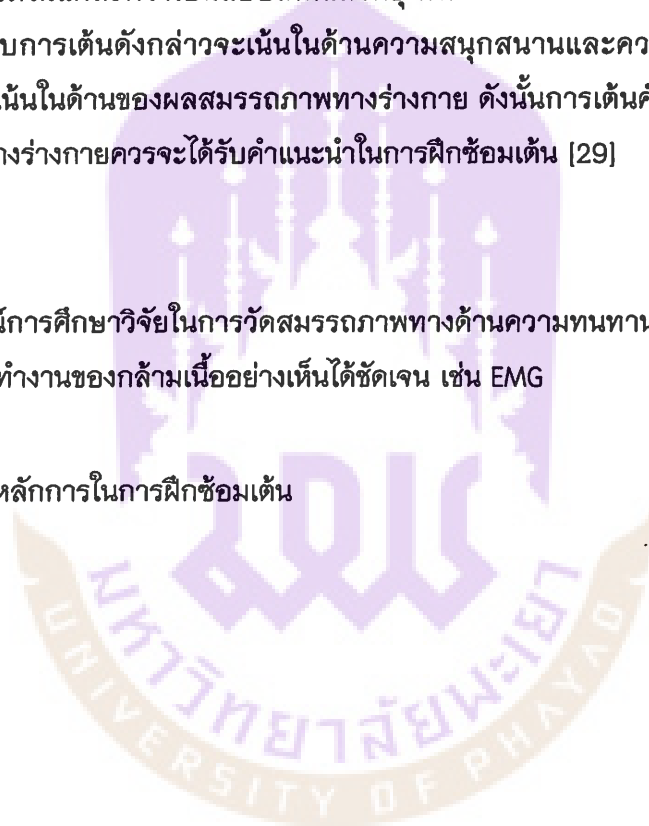 บการเต้นดังกล่าวจะเน้นในด้านความสนุกสนานและคว
น้นในด้านของผลสมรรถภาพทางร่างกาย ดังนั้นการเต้นค
างร่างกายควรจะได้รับคำแนะนำในการฝึกซ้อมเต้น [29]
การศึกษาวิจัยในการวัดสมรรถภาพทางด้านความทนทาน
ทำงานของกล้ามเนื้ออย่างเห็นได้ชัดเจน เช่น EMG
หลักการในการฝึกซ้อมเต้น
มหาวิทยาลัยพะเยา
UNIVERSITY OF PHAYAO